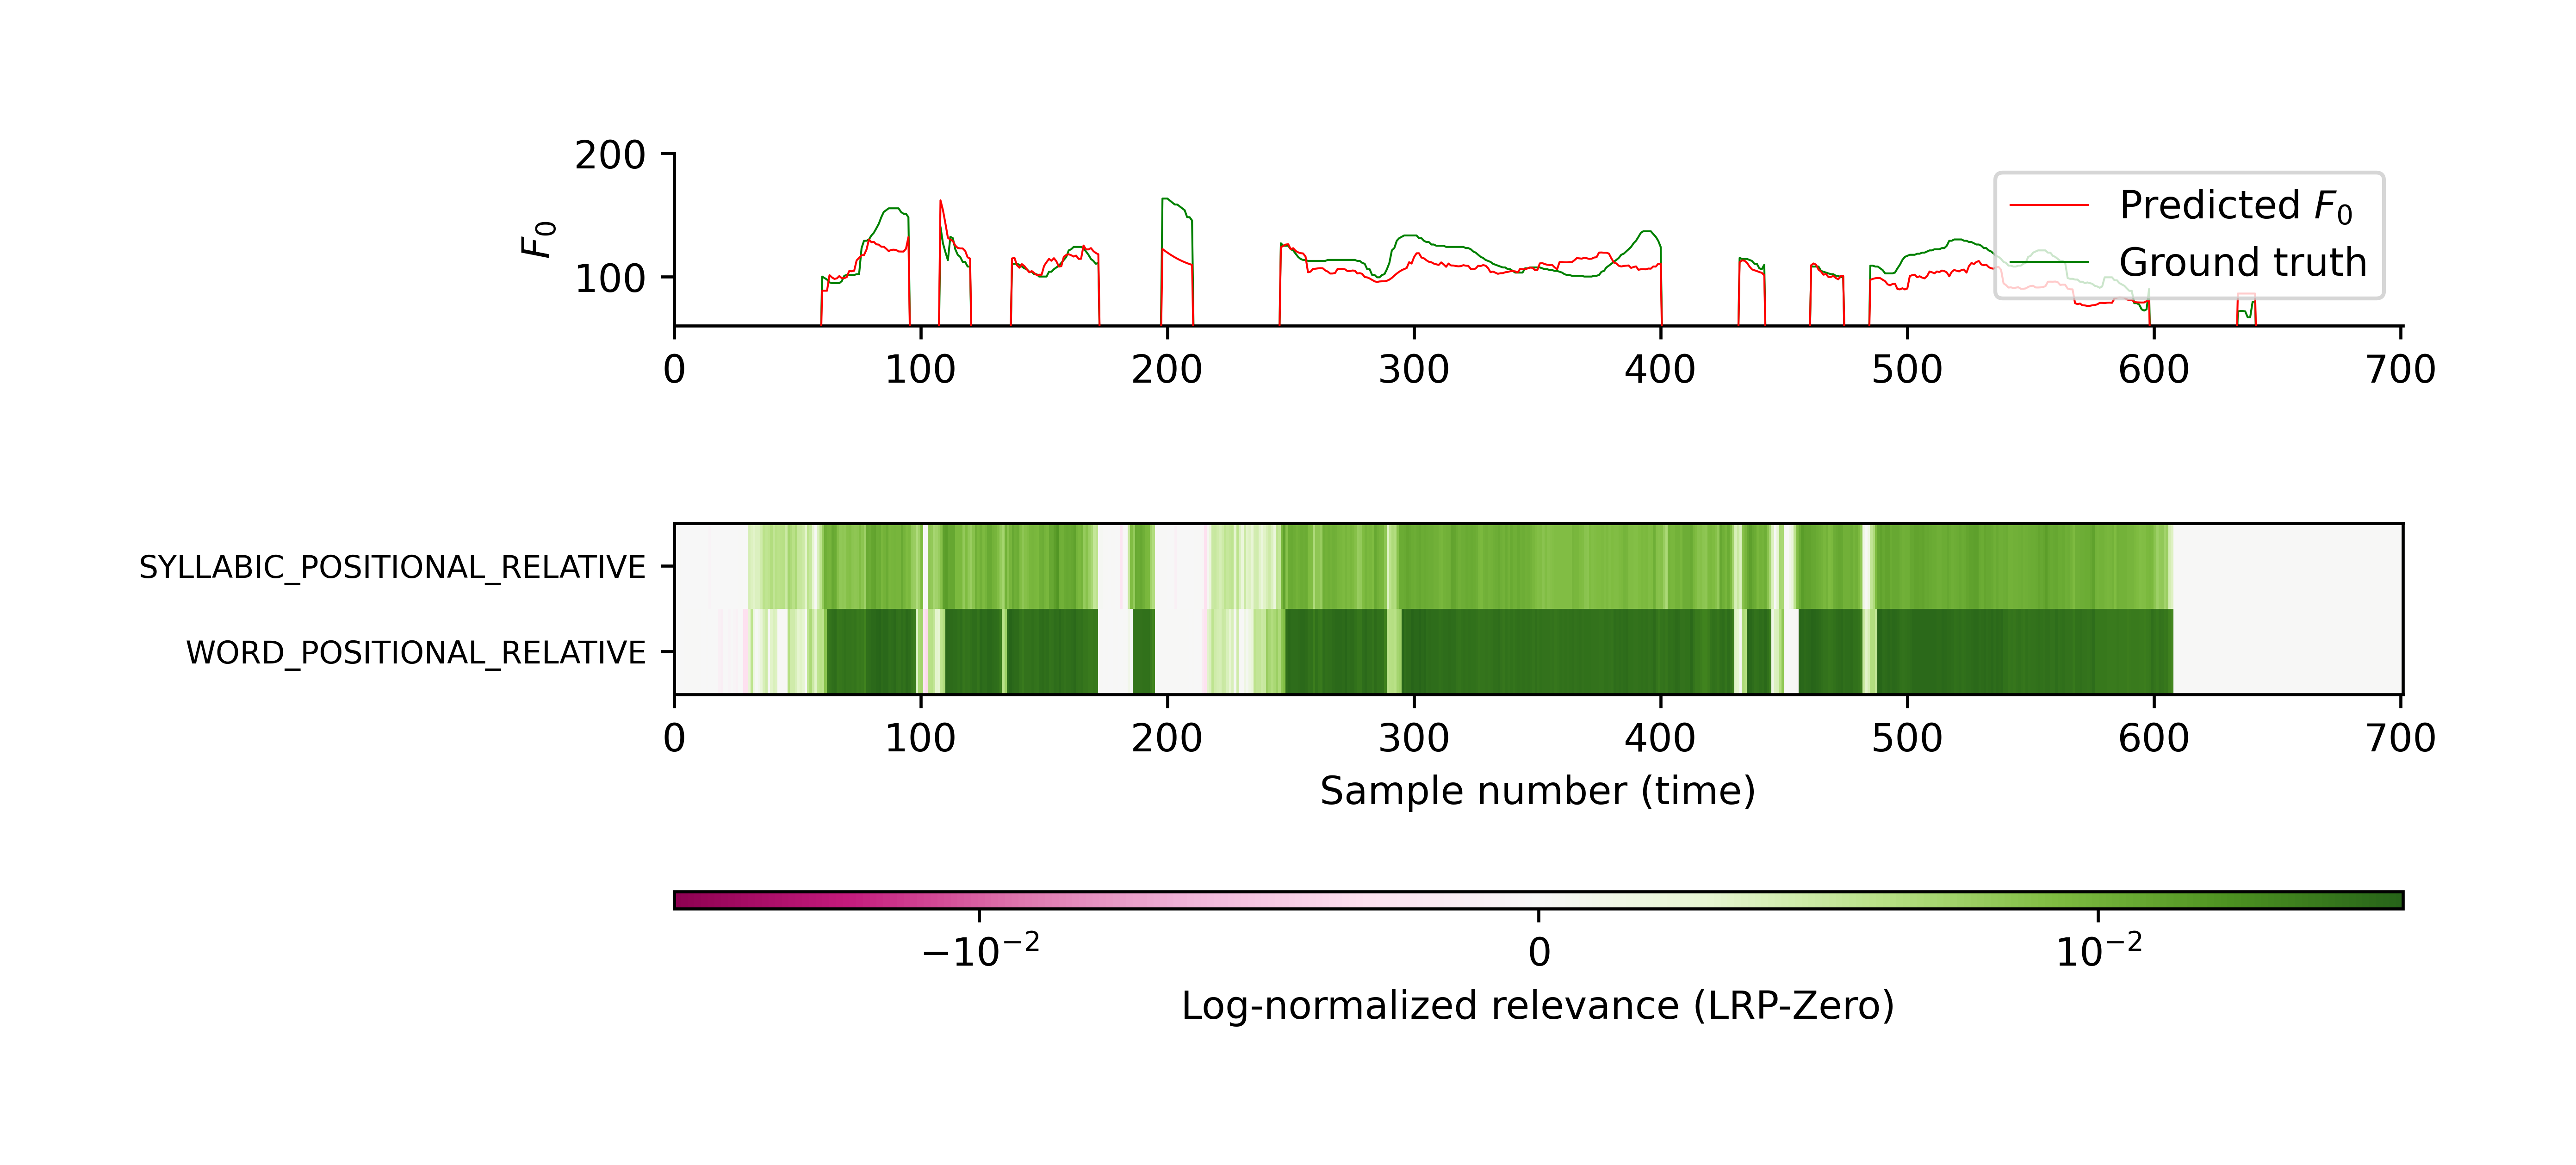 200
100
F0
Predicted F0
Ground truth
0 100 200 300 400 500 600 700
SYLLABIC_POSITIONAL_RELATIVE
WORD_POSITIONAL_RELATIVE
0 100 200 300 400 500 600 700
Sample number (time)
−10⁻² 0 10⁻²
Log-normalized relevance (LRP-Zero)